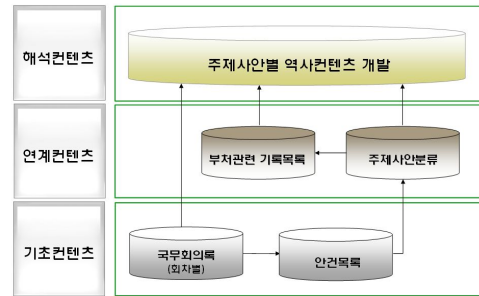 해석컨텐츠
주제사안별 역사컨텐츠 개발
연계컨텐츠
부처관련 기록목록
주제사안분류
기초컨텐츠
국무회의록
(회차별)
안건목록